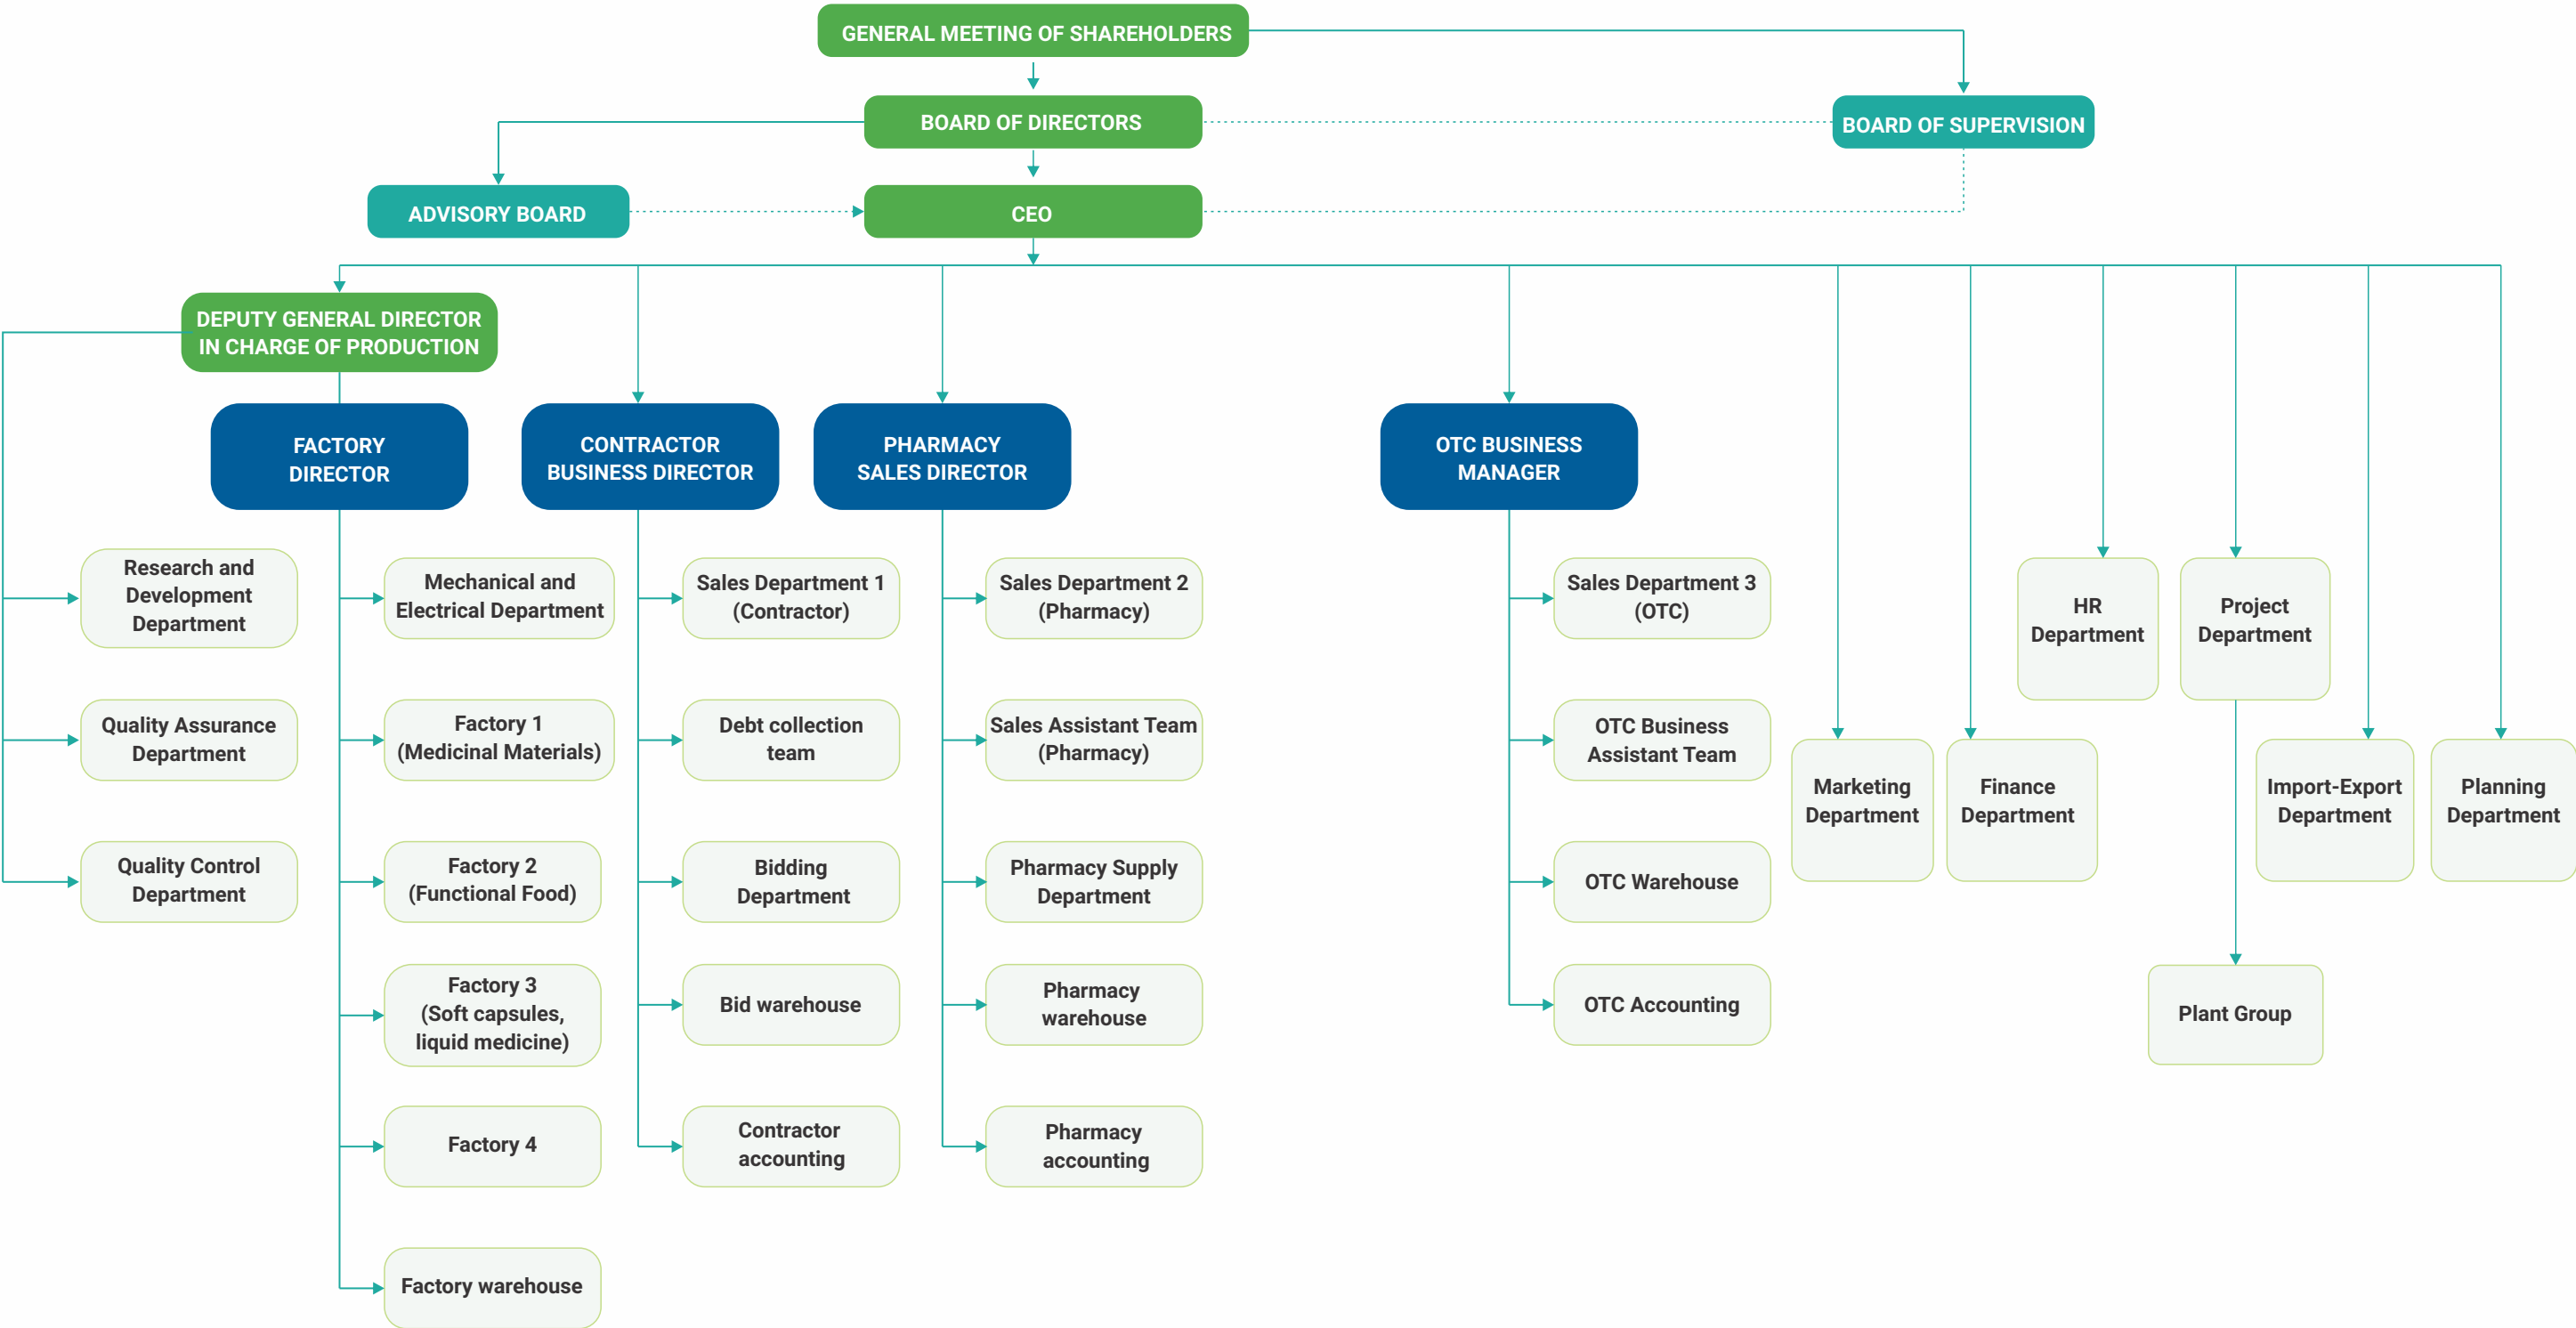 GENERAL MEETING OF SHAREHOLDERS
BOARD OF DIRECTORS
BOARD OF SUPERVISION
ADVISORY BOARD
CEO
DEPUTY GENERAL DIRECTOR
IN CHARGE OF PRODUCTION
FACTORY
DIRECTOR
CONTRACTOR
BUSINESS DIRECTOR
PHARMACY
SALES DIRECTOR
OTC BUSINESS
MANAGER
Research and
Development
Department
Quality Assurance
Department
Quality Control
Department
Mechanical and
Electrical Department
Factory 1
(Medicinal Materials)
Factory 2
(Functional Food)
Factory 3
(Soft capsules,
liquid medicine)
Factory 4
Factory warehouse
Sales Department 1
(Contractor)
Debt collection
team
Bidding
Department
Bid warehouse
Contractor
accounting
Sales Department 2
(Pharmacy)
Sales Assistant Team
(Pharmacy)
Pharmacy Supply
Department
Pharmacy
warehouse
Pharmacy
accounting
Sales Department 3
(OTC)
OTC Business
Assistant Team
OTC Warehouse
OTC Accounting
Marketing
Department
Finance
Department
HR
Department
Project
Department
Plant Group
Import-Export
Department
Planning
Department